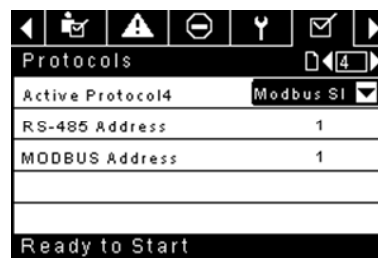 Protocols 4
Active Protocol4 Modbus Sl
RS-485 Address 1
MODBUS Address 1
Ready to Start